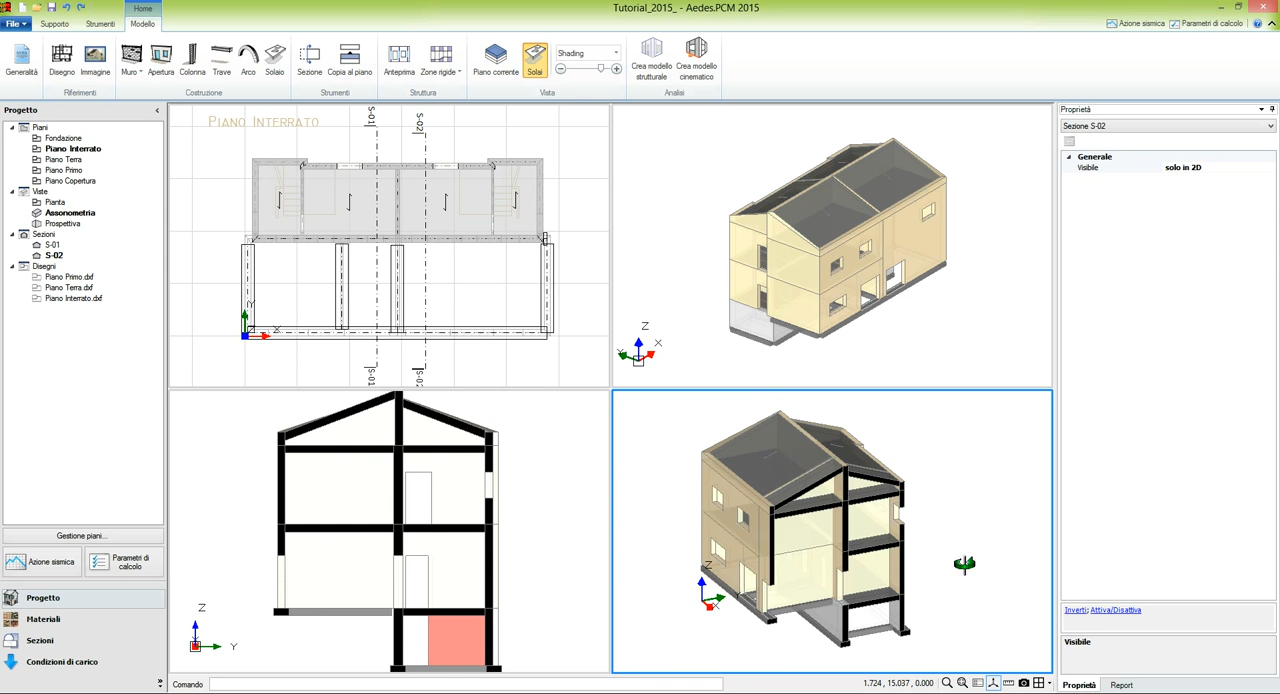 Tutorial_2015_ - Aedes.PCM 2015
File Supporto Strumenti Home Modello
Azione sismica Parametri di calcolo
Generalità Disegno Immagine Muro Apertura Colonna Trave Arco Solaio Sezione Copia al piano Anteprima Zone rigide Piano corrente Solai Shading Crea modello strutturale Crea modello cinematico
Riferimenti Costruzione Strumenti Struttura Vista Analisi
Progetto
Piani
Fondazione
Piano Interrato
Piano Terra
Piano Primo
Piano Copertura
Viste
Pianta
Assonometria
Prospettiva
Sezioni
S-01
S-02
Disegni
Piano Primo.dxf
Piano Terra.dxf
Piano Interrato.dxf
Gestione piani...
Azione sismica
Parametri di calcolo
Progetto
Materiali
Sezioni
Condizioni di carico
PIANO INTERRATO
S-01 S-02
Y
X
S-01 S-02
Z
X
Y
Z
Y
Z
Y
X
Proprietà
Sezione S-02
Generale
Visibile solo in 2D
Inverti; Attiva/Disattiva
Visibile
Proprietà Report
Comando
1.724, 15.037, 0.000